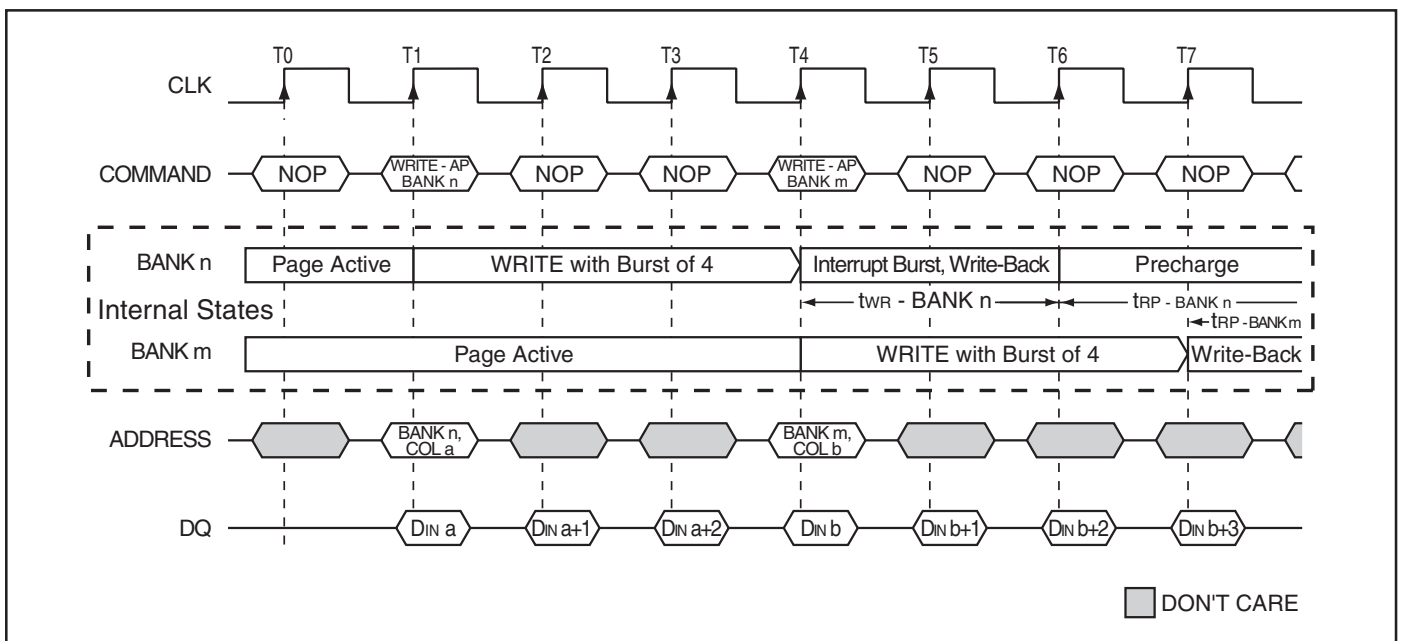 T0 T1 T2 T3 T4 T5 T6 T7
CLK
COMMAND NOP WRITE - AP BANK n NOP NOP WRITE - AP BANK m NOP NOP NOP
BANK n Page Active WRITE with Burst of 4 Interrupt Burst, Write-Back Precharge
Internal States tWR - BANK n tRP - BANK n
tRP - BANK m
BANK m Page Active WRITE with Burst of 4 Write-Back
ADDRESS BANK n, COL a BANK m, COL b
DQ DIN a DIN a+1 DIN a+2 DIN b DIN b+1 DIN b+2 DIN b+3
DON'T CARE